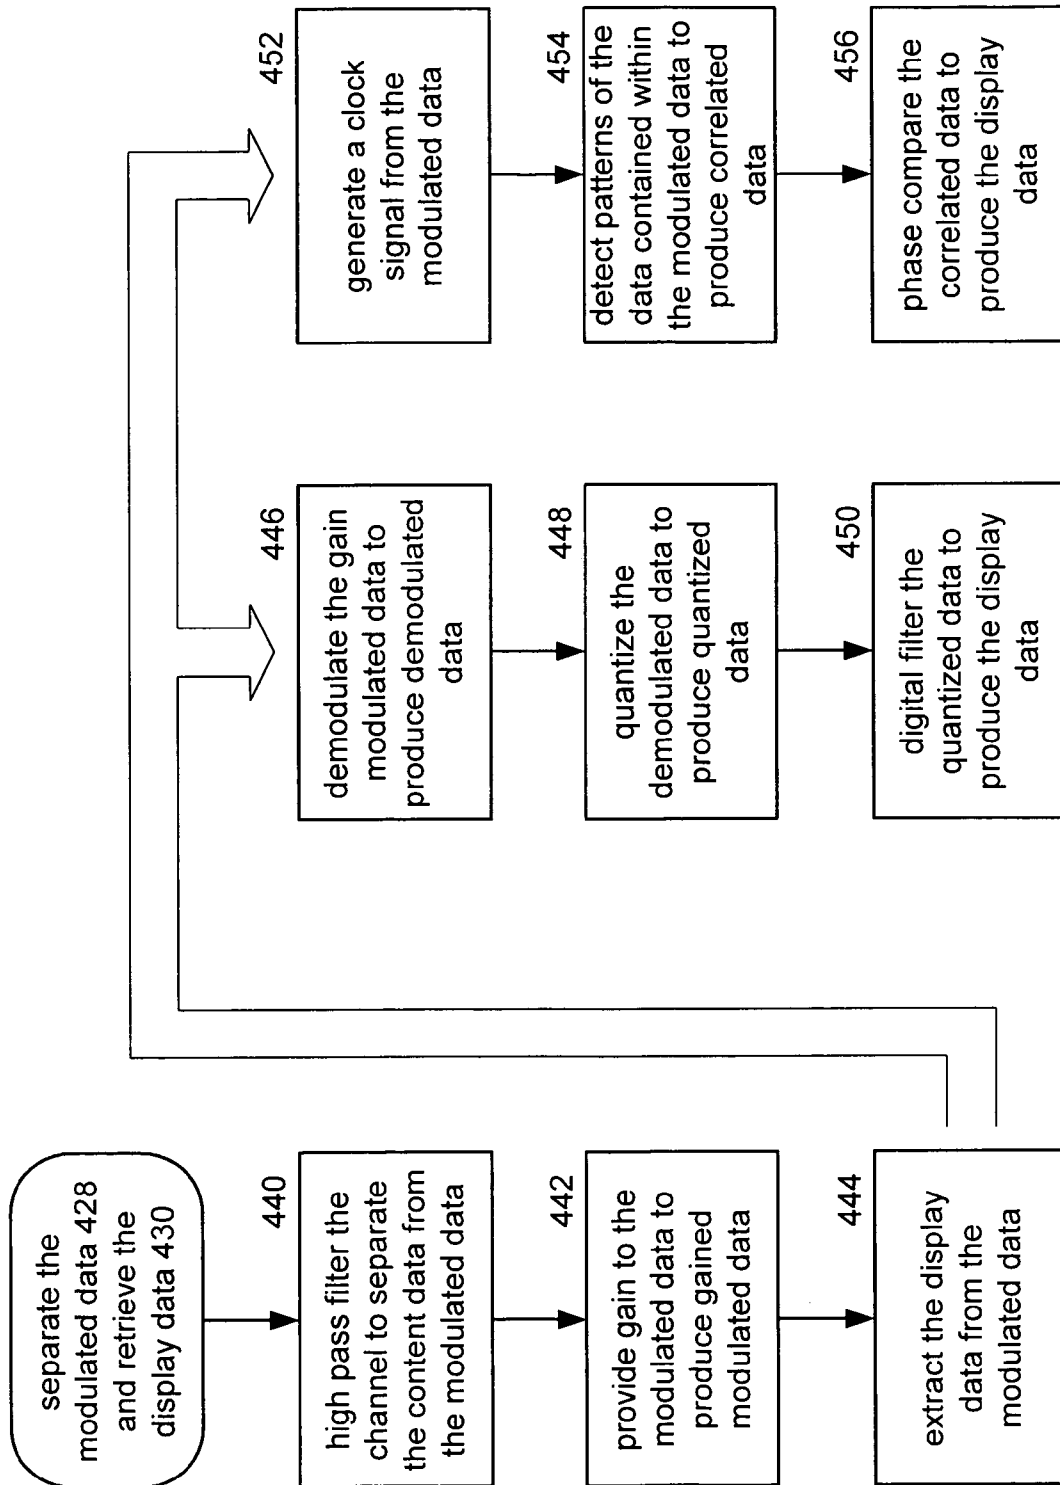 separate the
modulated data 428
and retrieve the
display data 430
440
high pass filter the
channel to separate
the content data from
the modulated data
442
provide gain to the
modulated data to
produce gained
modulated data
444
extract the display
data from the
modulated data
446
demodulate the gain
modulated data to
produce demodulated
data
448
quantize the
demodulated data to
produce quantized
data
450
digital filter the
quantized data to
produce the display
data
452
generate a clock
signal from the
modulated data
454
detect patterns of the
data contained within
the modulated data to
produce correlated
data
456
phase compare the
correlated data to
produce the display
data